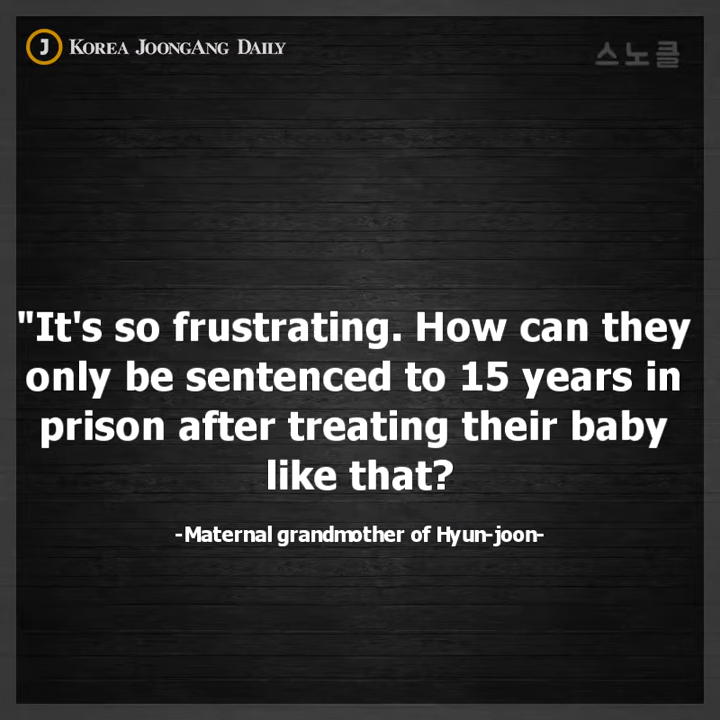 J KOREA JOONGANG DAILY
스노클
"It's so frustrating. How can they
only be sentenced to 15 years in
prison after treating their baby
like that?
-Maternal grandmother of Hyun-joon-